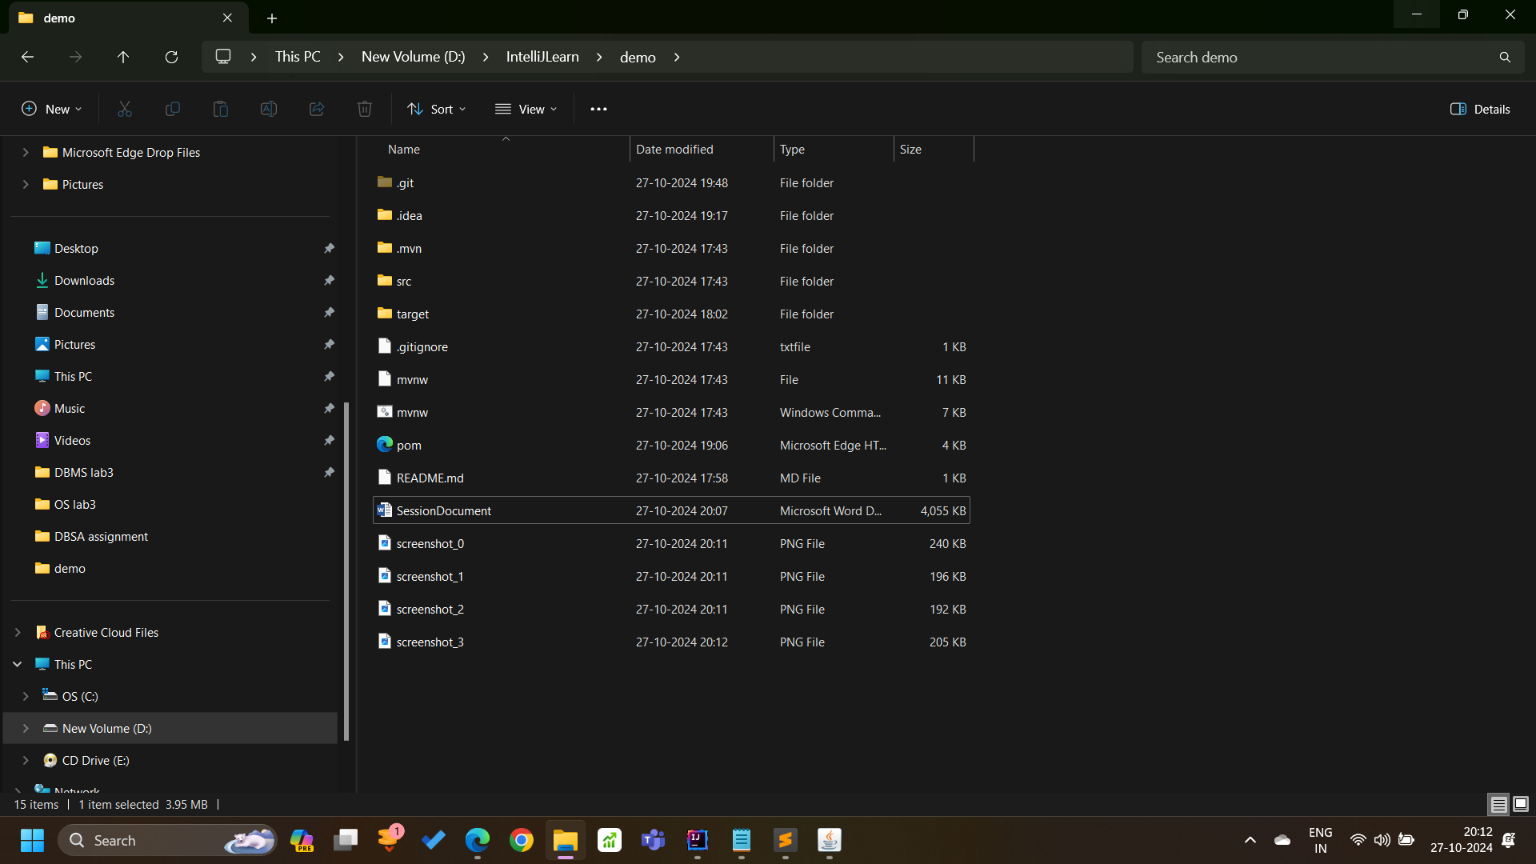 demo
This PC
New Volume (D:)
IntelliJLearn
demo
Search demo
New
Sort
View
Details
Microsoft Edge Drop Files
Pictures
Desktop
Downloads
Documents
Pictures
This PC
Music
Videos
DBMS lab3
OS lab3
DBSA assignment
demo
Creative Cloud Files
This PC
OS (C:)
New Volume (D:)
CD Drive (E:)
Network
Name Date modified Type Size
.git 27-10-2024 19:48 File folder
.idea 27-10-2024 19:17 File folder
.mvn 27-10-2024 17:43 File folder
src 27-10-2024 17:43 File folder
target 27-10-2024 18:02 File folder
.gitignore 27-10-2024 17:43 txtfile 1 KB
mvnw 27-10-2024 17:43 File 11 KB
mvnw 27-10-2024 17:43 Windows Comma... 7 KB
pom 27-10-2024 19:06 Microsoft Edge HT... 4 KB
README.md 27-10-2024 17:58 MD File 1 KB
SessionDocument 27-10-2024 20:07 Microsoft Word D... 4,055 KB
screenshot_0 27-10-2024 20:11 PNG File 240 KB
screenshot_1 27-10-2024 20:11 PNG File 196 KB
screenshot_2 27-10-2024 20:11 PNG File 192 KB
screenshot_3 27-10-2024 20:12 PNG File 205 KB
15 items 1 item selected 3.95 MB
Search
PRE
1
IJ
ENG
IN
20:12
27-10-2024